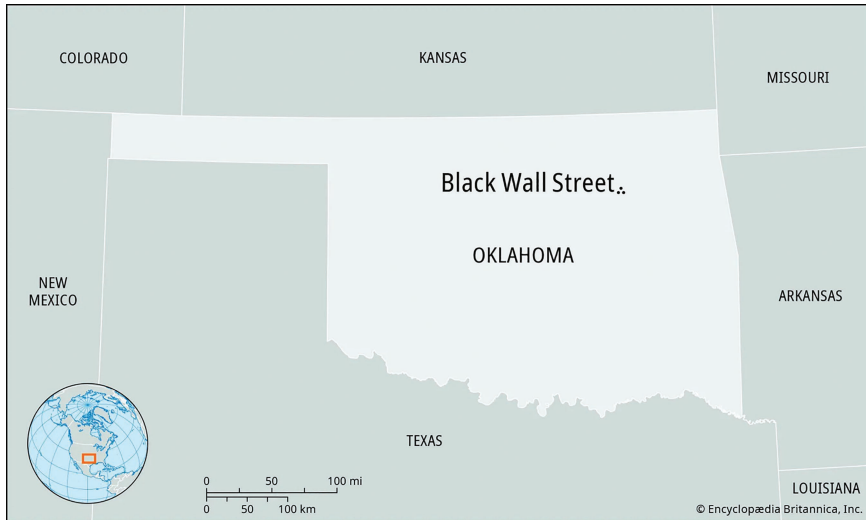 COLORADO
KANSAS
MISSOURI
Black Wall Street
OKLAHOMA
NEW
MEXICO
ARKANSAS
TEXAS
0 50 100 mi
0 50 100 km
LOUISIANA
© Encyclopædia Britannica, Inc.